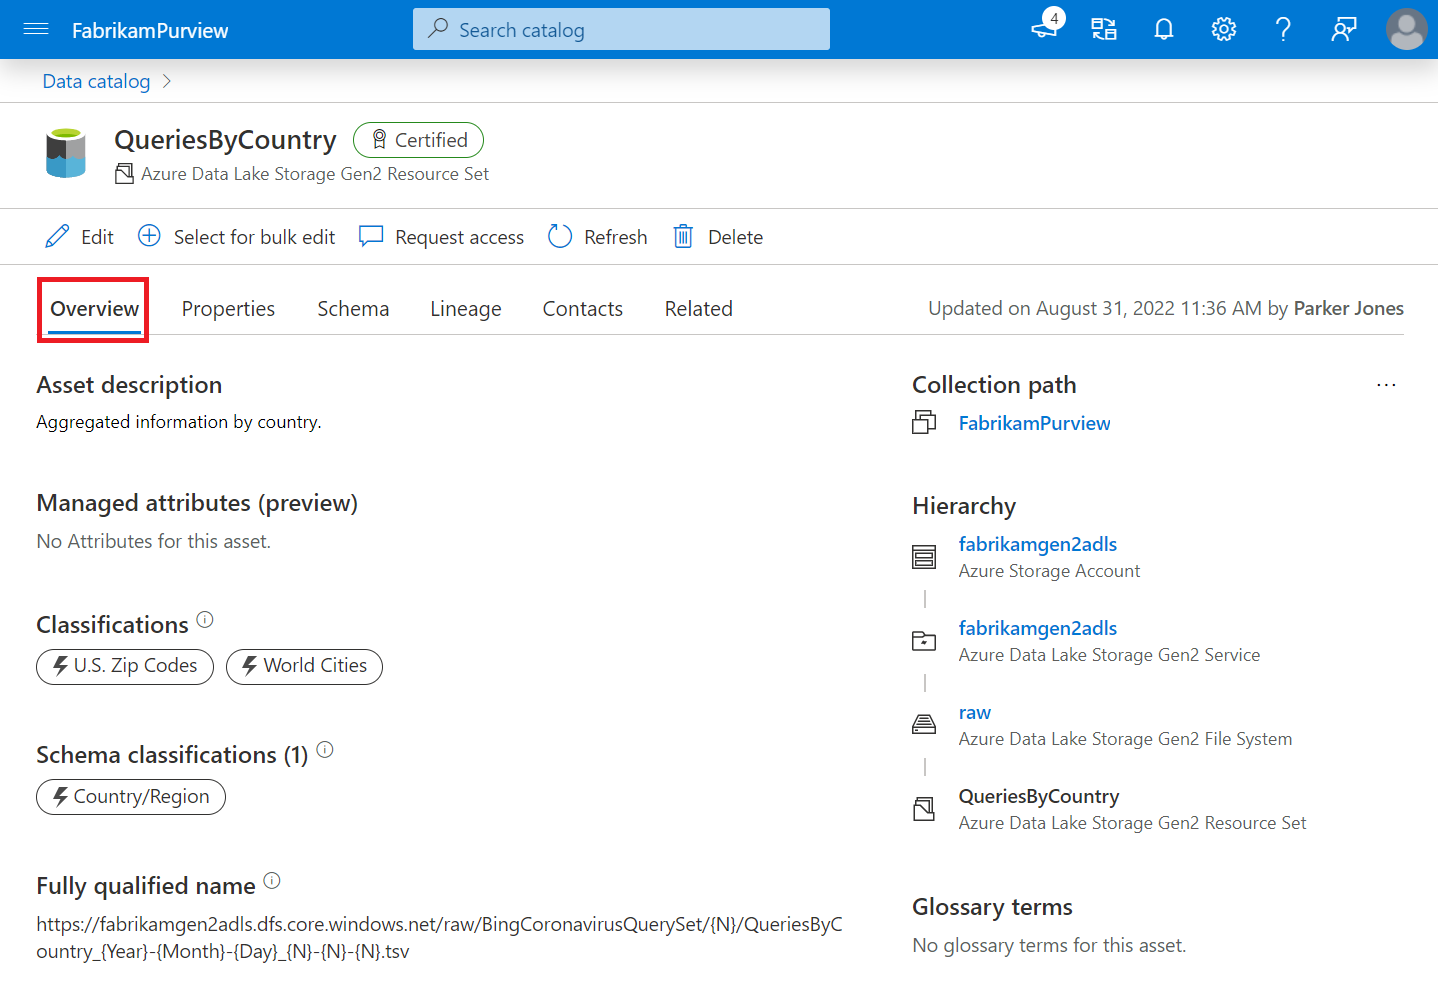 FabrikamPurview
Search catalog
4
Data catalog
QueriesByCountry
Certified
Azure Data Lake Storage Gen2 Resource Set
Edit
Select for bulk edit
Request access
Refresh
Delete
Overview
Properties
Schema
Lineage
Contacts
Related
Updated on August 31, 2022 11:36 AM by Parker Jones
Asset description
Aggregated information by country.
Managed attributes (preview)
No Attributes for this asset.
Classifications
U.S. Zip Codes
World Cities
Schema classifications (1)
Country/Region
Fully qualified name
https://fabrikamgen2adls.dfs.core.windows.net/raw/BingCoronavirusQuerySet/{N}/QueriesByC
ountry_{Year}-{Month}-{Day}_{N}-{N}-{N}.tsv
Collection path
FabrikamPurview
Hierarchy
fabrikamgen2adls
Azure Storage Account
fabrikamgen2adls
Azure Data Lake Storage Gen2 Service
raw
Azure Data Lake Storage Gen2 File System
QueriesByCountry
Azure Data Lake Storage Gen2 Resource Set
Glossary terms
No glossary terms for this asset.